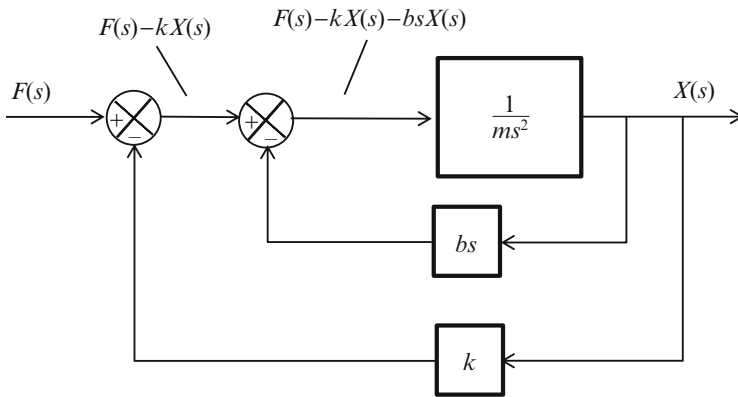 F(s)−kX(s)
F(s)−kX(s)−bsX(s)
F(s)
X(s)
+
−
+
−
1
ms²
bs
k